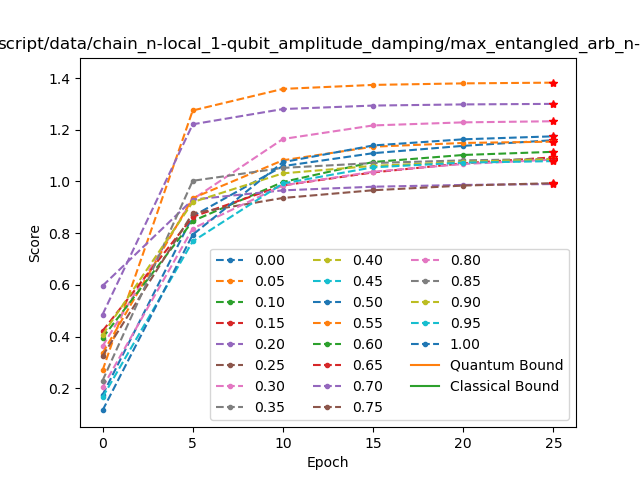 script/data/chain_n-local_1-qubit_amplitude_damping/max_entangled_arb_n-
Score
1.4
1.2
1.0
0.8
0.6
0.4
0.2
0.00 0.40 0.80
0.05 0.45 0.85
0.10 0.50 0.90
0.15 0.55 0.95
0.20 0.60 1.00
0.25 0.65 Quantum Bound
0.30 0.70 Classical Bound
0.35 0.75
0 5 10 15 20 25
Epoch